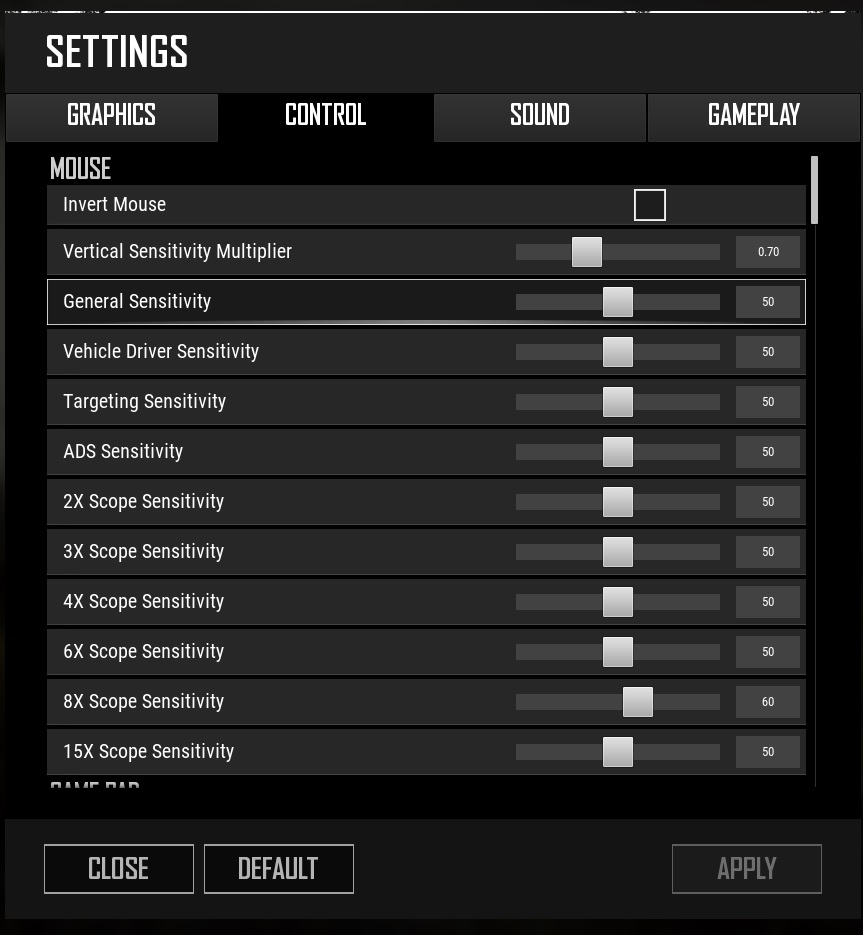 SETTINGS
GRAPHICS CONTROL SOUND GAMEPLAY
MOUSE
Invert Mouse
Vertical Sensitivity Multiplier 0.70
General Sensitivity 50
Vehicle Driver Sensitivity 50
Targeting Sensitivity 50
ADS Sensitivity 50
2X Scope Sensitivity 50
3X Scope Sensitivity 50
4X Scope Sensitivity 50
6X Scope Sensitivity 50
8X Scope Sensitivity 60
15X Scope Sensitivity 50
GAME PAD
CLOSE DEFAULT APPLY